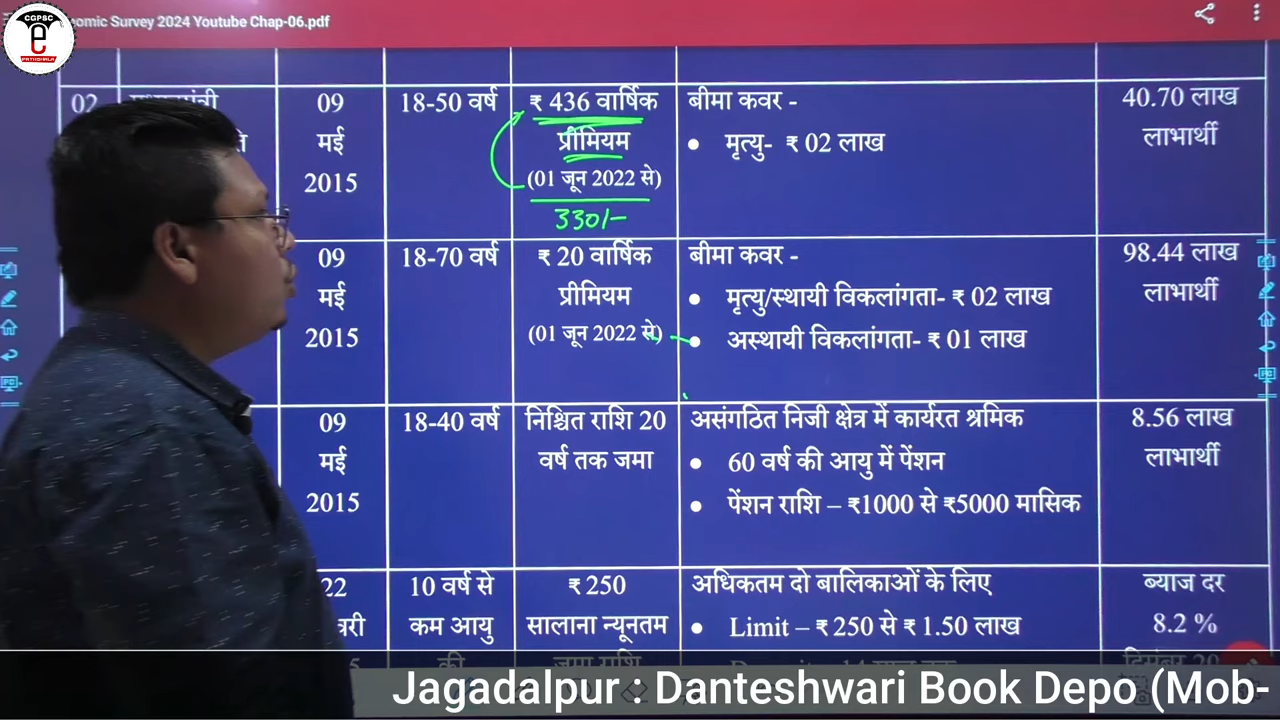 CGPSC
PATHSHALA
nomic Survey 2024 Youtube Chap-06.pdf
02
09
मई
2015
18-50 वर्ष
₹ 436 वार्षिक
प्रीमियम
(01 जून 2022 से)
330/-
बीमा कवर -
• मृत्यु- ₹ 02 लाख
40.70 लाख
लाभार्थी
09
मई
2015
18-70 वर्ष
₹ 20 वार्षिक
प्रीमियम
(01 जून 2022 से)
बीमा कवर -
• मृत्यु/स्थायी विकलांगता- ₹ 02 लाख
• अस्थायी विकलांगता- ₹ 01 लाख
98.44 लाख
लाभार्थी
09
मई
2015
18-40 वर्ष
निश्चित राशि 20
वर्ष तक जमा
असंगठित निजी क्षेत्र में कार्यरत श्रमिक
• 60 वर्ष की आयु में पेंशन
• पेंशन राशि – ₹1000 से ₹5000 मासिक
8.56 लाख
लाभार्थी
22
वरी
10 वर्ष से
कम आयु
की
₹ 250
सालाना न्यूनतम
जमा राशि
अधिकतम दो बालिकाओं के लिए
• Limit – ₹ 250 से ₹ 1.50 लाख
ब्याज दर
8.2 %
Jagadalpur : Danteshwari Book Depo (Mob-